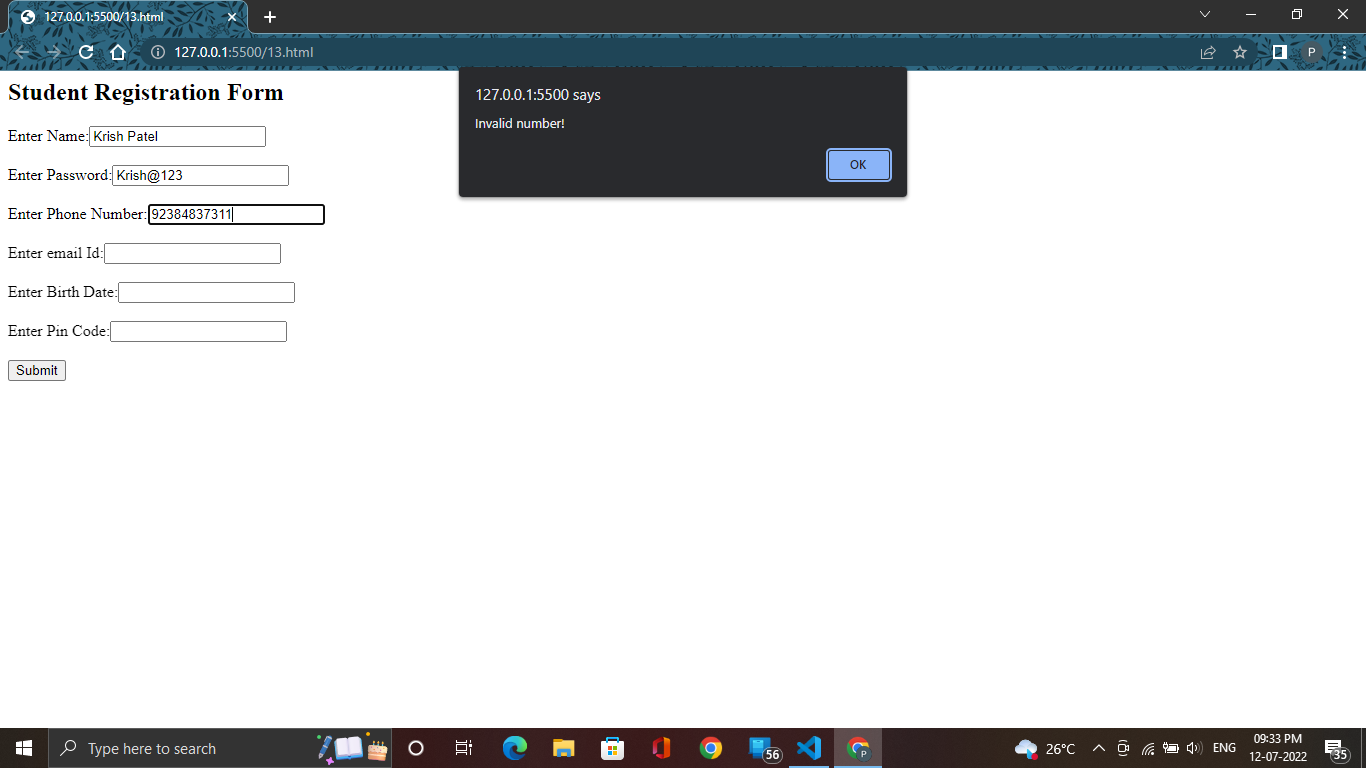 127.0.0.1:5500/13.html
127.0.0.1:5500/13.html
P
127.0.0.1:5500 says
Invalid number!
OK
Student Registration Form
Enter Name: Krish Patel
Enter Password: Krish@123
Enter Phone Number: 92384837311
Enter email Id:
Enter Birth Date:
Enter Pin Code:
Submit
Type here to search
56
P
26°C
ENG
09:33 PM
12-07-2022
35